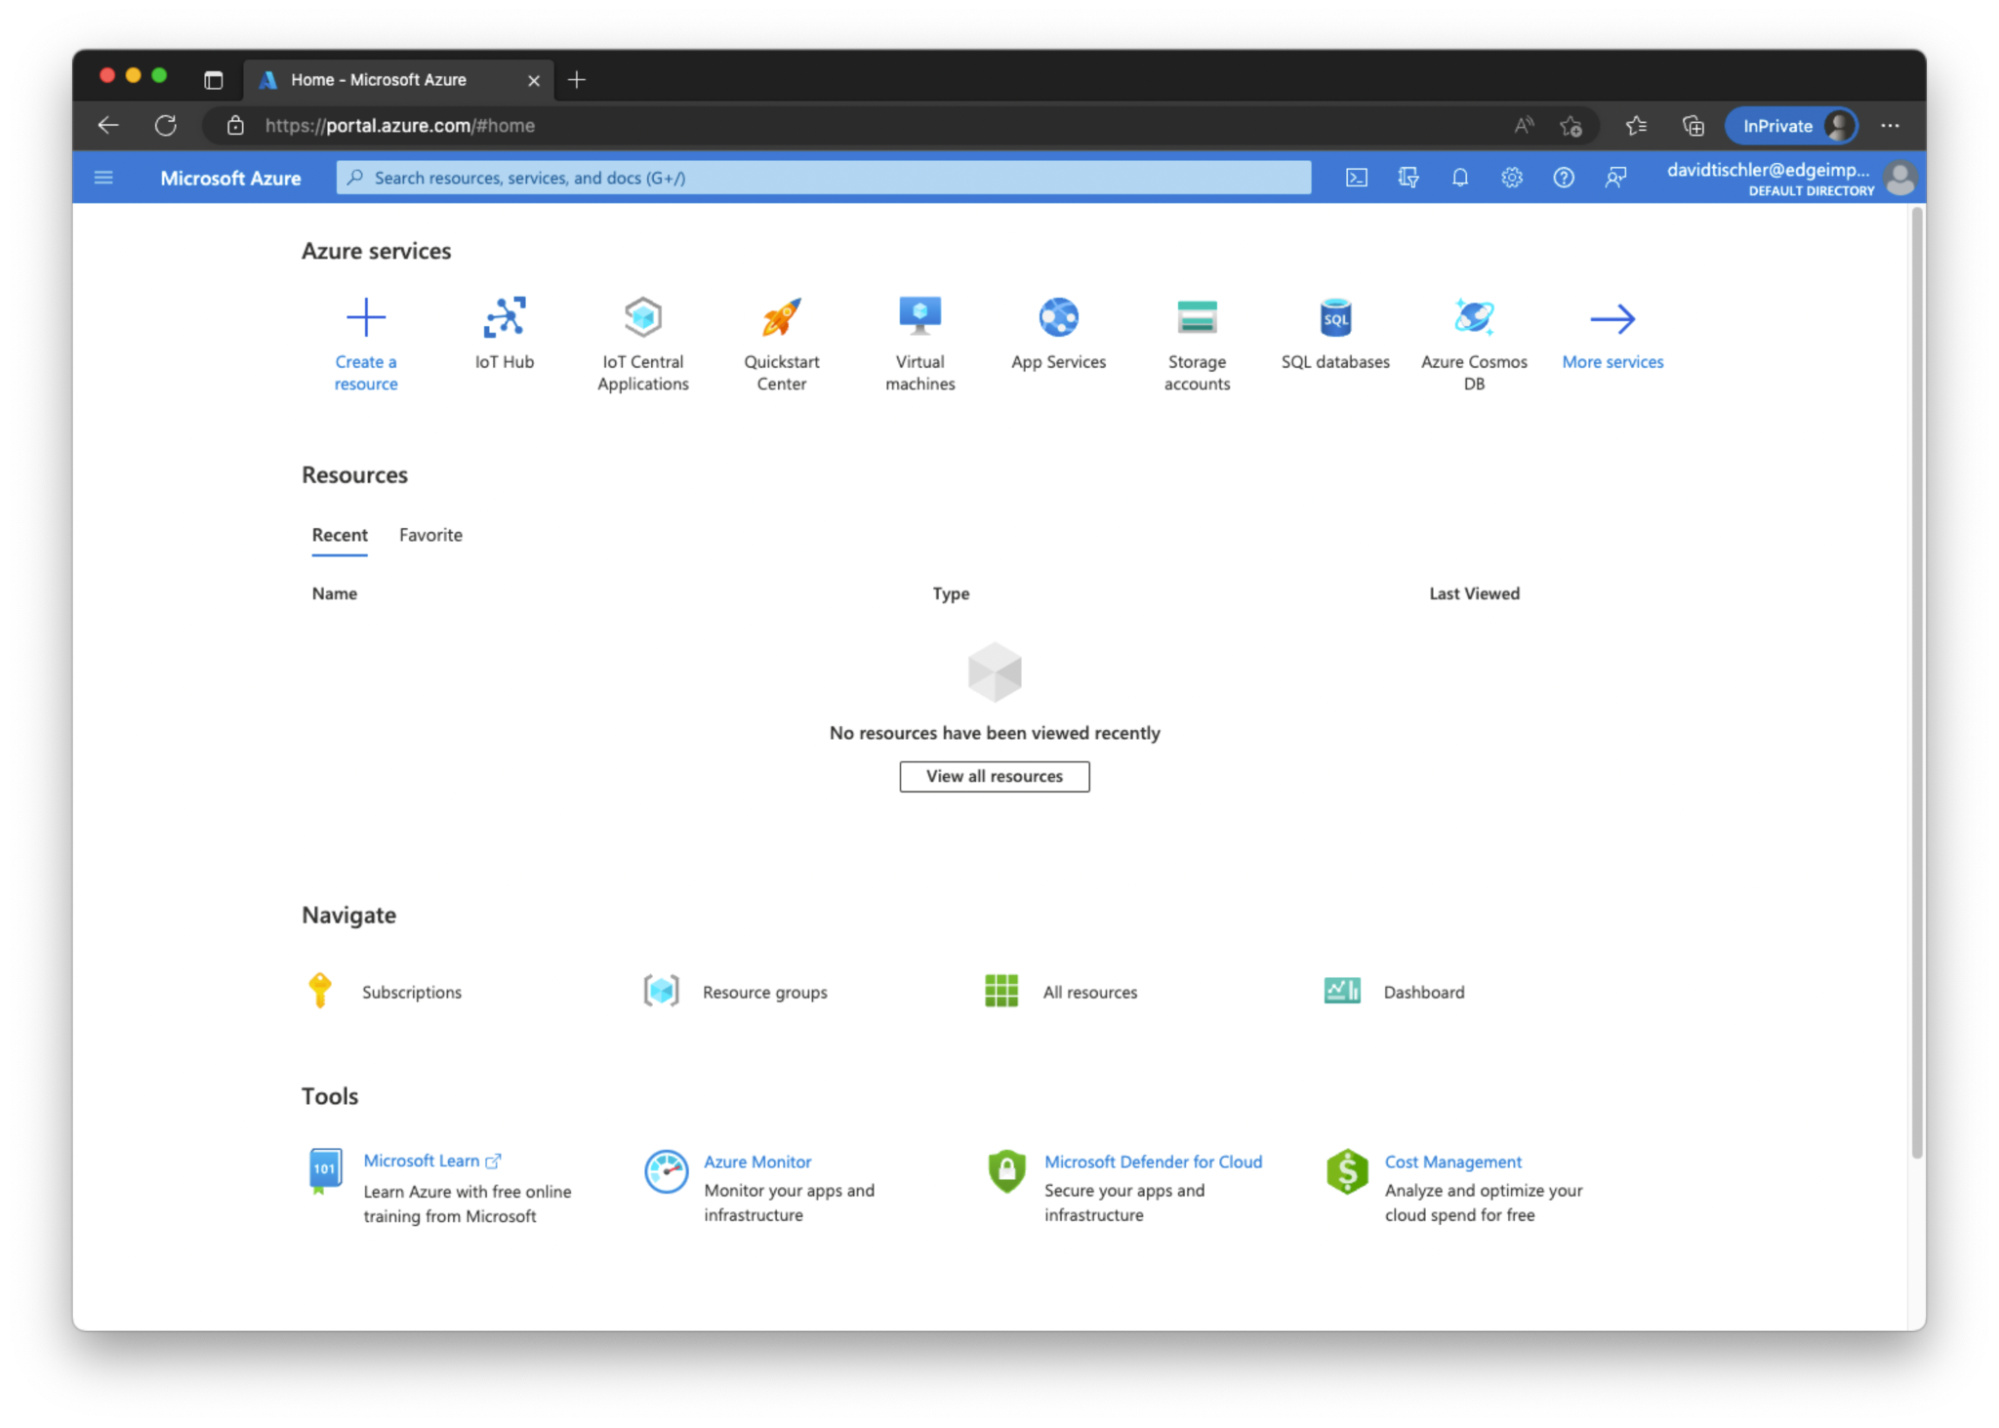 Home - Microsoft Azure
https://portal.azure.com/#home
InPrivate
Microsoft Azure
Search resources, services, and docs (G+/)
davidtischler@edgeimp...
DEFAULT DIRECTORY
Azure services
Create a
resource
IoT Hub
IoT Central
Applications
Quickstart
Center
Virtual
machines
App Services
Storage
accounts
SQL
SQL databases
Azure Cosmos
DB
More services
Resources
Recent
Favorite
Name
Type
Last Viewed
No resources have been viewed recently
View all resources
Navigate
Subscriptions
Resource groups
All resources
Dashboard
Tools
101
Microsoft Learn
Learn Azure with free online
training from Microsoft
Azure Monitor
Monitor your apps and
infrastructure
Microsoft Defender for Cloud
Secure your apps and
infrastructure
$
Cost Management
Analyze and optimize your
cloud spend for free